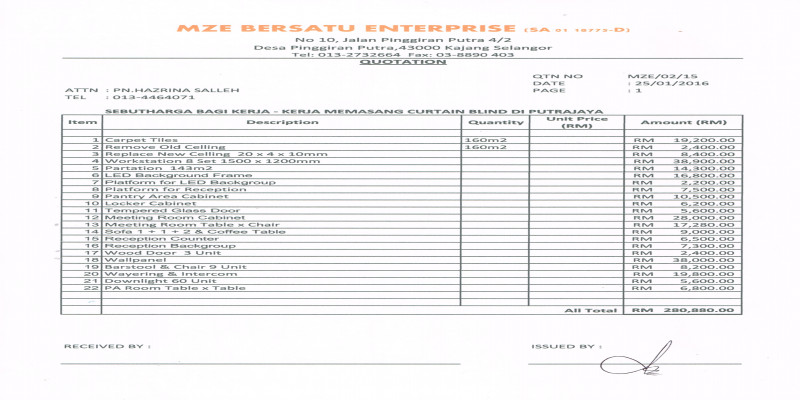 MZE BERSATU ENTERPRISE (SA 01 18772-D)
No 10, Jalan Pinggiran Putra 4/2
Desa Pinggiran Putra,43000 Kajang Selangor
Tel: 013-2732664 Fax: 03-8890 403
QUOTATION
QTN NO MZE/02/15
DATE : 25/01/2016
ATTN : PN.HAZRINA SALLEH PAGE : 1
TEL : 013-4464071
SEBUTHARGA BAGI KERJA - KERJA MEMASANG CURTAIN BLIND DI PUTRAJAYA
Item Description Quantity Unit Price (RM) Amount (RM)
1 Carpet Tiles 160m2 RM 19,200.00
2 Remove Old Ceiling 160m2 RM 2,400.00
3 Replace New Ceiling 20 x 4 x 10mm RM 8,400.00
4 Workstation 8 Set 1500 x 1200mm RM 38,900.00
5 Partation 143m2 RM 14,300.00
6 LED Background Frame RM 16,800.00
7 Platform for LED Backgroup RM 2,200.00
8 Platform for Reception RM 7,500.00
9 Pantry Area Cabinet RM 10,500.00
10 Locker Cabinet RM 6,200.00
11 Tempered Glass Door RM 5,600.00
12 Meeting Room Cabinet RM 28,000.00
13 Meeting Room Table x Chair RM 17,280.00
14 Sofa 1 + 1 + 2 & Coffee Table RM 9,000.00
15 Reception Counter RM 6,500.00
16 Reception Backgroup RM 7,300.00
17 Wood Door 3 Unit RM 2,400.00
18 Wallpanel RM 38,000.00
19 Barstool & Chair 9 Unit RM 8,200.00
20 Wayering & Intercom RM 19,800.00
21 Downlight 60 Unit RM 5,600.00
22 PA Room Table x Table RM 6,800.00
All Total RM 280,880.00
RECEIVED BY : ISSUED BY :